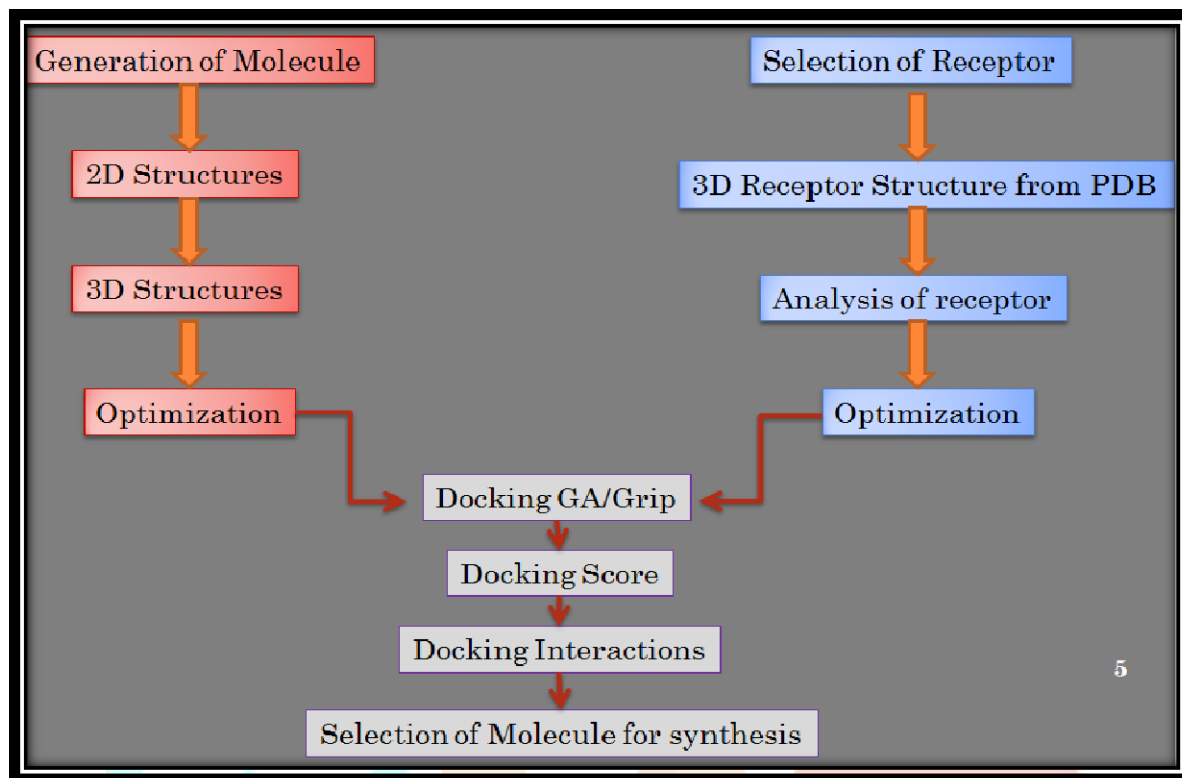 Generation of Molecule
2D Structures
3D Structures
Optimization
Selection of Receptor
3D Receptor Structure from PDB
Analysis of receptor
Optimization
Docking GA/Grip
Docking Score
Docking Interactions
Selection of Molecule for synthesis
5